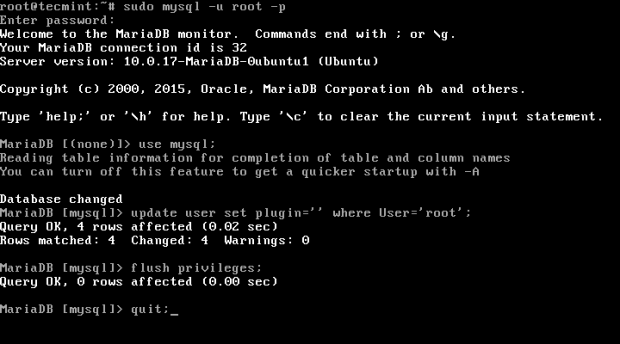 root@tecmint:~# sudo mysql -u root -p
Enter password:
Welcome to the MariaDB monitor.  Commands end with ; or \g.
Your MariaDB connection id is 32
Server version: 10.0.17-MariaDB-0ubuntu1 (Ubuntu)
Copyright (c) 2000, 2015, Oracle, MariaDB Corporation Ab and others.
Type 'help;' or '\h' for help. Type '\c' to clear the current input statement.
MariaDB [(none)]> use mysql;
Reading table information for completion of table and column names
You can turn off this feature to get a quicker startup with -A
Database changed
MariaDB [mysql]> update user set plugin='' where User='root';
Query OK, 4 rows affected (0.02 sec)
Rows matched: 4  Changed: 4  Warnings: 0
MariaDB [mysql]> flush privileges;
Query OK, 0 rows affected (0.00 sec)
MariaDB [mysql]> quit;_